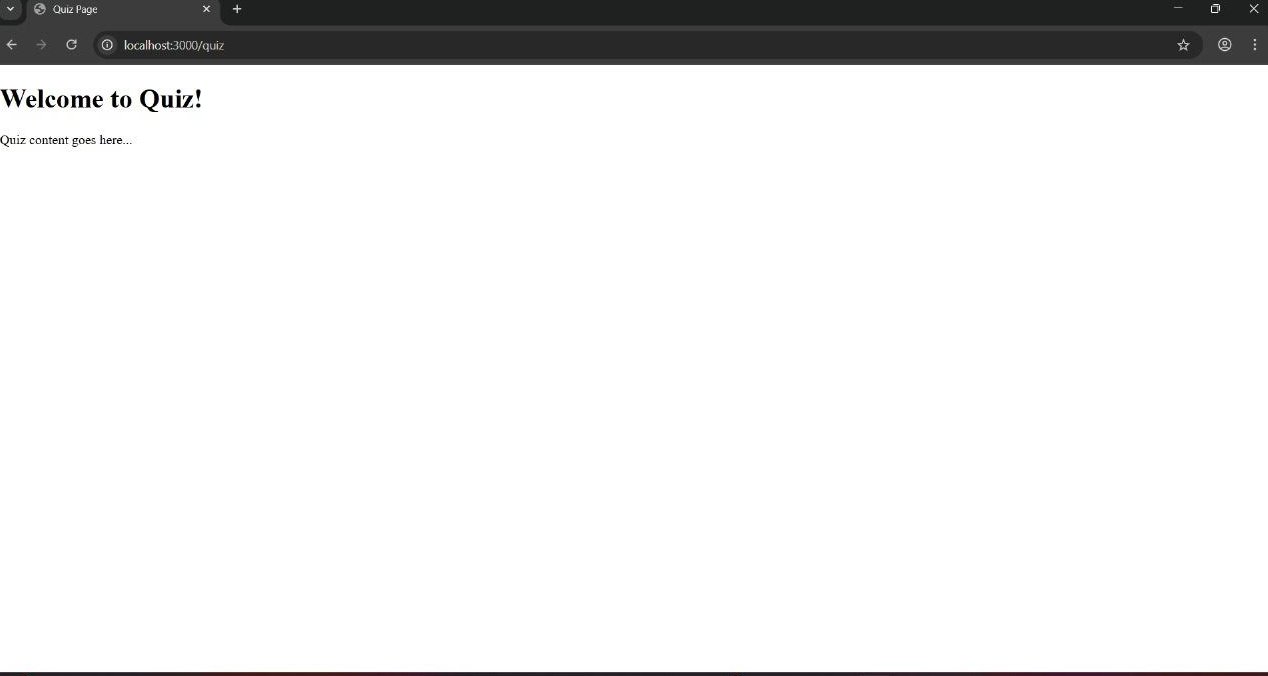 Quiz Page
localhost:3000/quiz
Welcome to Quiz!
Quiz content goes here...